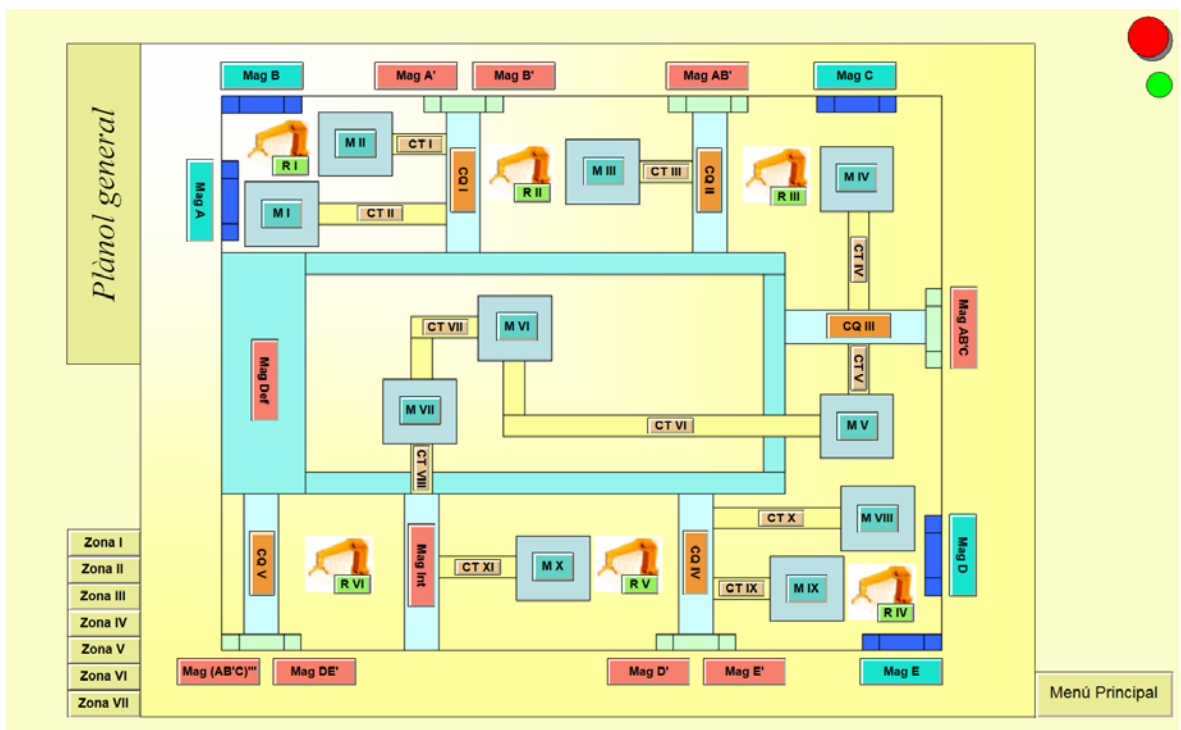 Plànol general
Mag B
Mag A'
Mag B'
Mag AB'
Mag C
R I
M II
CT I
CQ I
R II
M III
CT III
CQ II
R III
M IV
Mag A
M I
CT II
CT IV
CQ III
Mag AB'C
CT VII
M VI
CT V
Mag Def
M VII
CT VI
M V
CT VIII
CT X
M VIII
CQ V
R VI
Mag Int
CT XI
M X
R V
CQ IV
CT IX
M IX
R IV
Mag D
Mag (AB'C)'''
Mag DE'
Mag D'
Mag E'
Mag E
Zona I
Zona II
Zona III
Zona IV
Zona V
Zona VI
Zona VII
Menú Principal